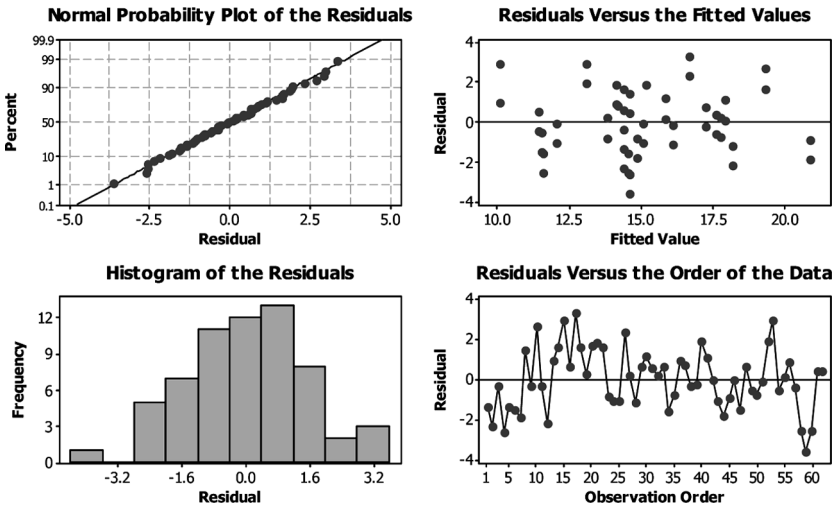 Normal Probability Plot of the Residuals
99.9
99
90
50
10
1
0.1
Percent
-5.0 -2.5 0.0 2.5 5.0
Residual
Residuals Versus the Fitted Values
4
2
0
-2
-4
Residual
10.0 12.5 15.0 17.5 20.0
Fitted Value
Histogram of the Residuals
12
9
6
3
0
Frequency
-3.2 -1.6 0.0 1.6 3.2
Residual
Residuals Versus the Order of the Data
4
2
0
-2
-4
Residual
1 5 10 15 20 25 30 35 40 45 50 55 60
Observation Order